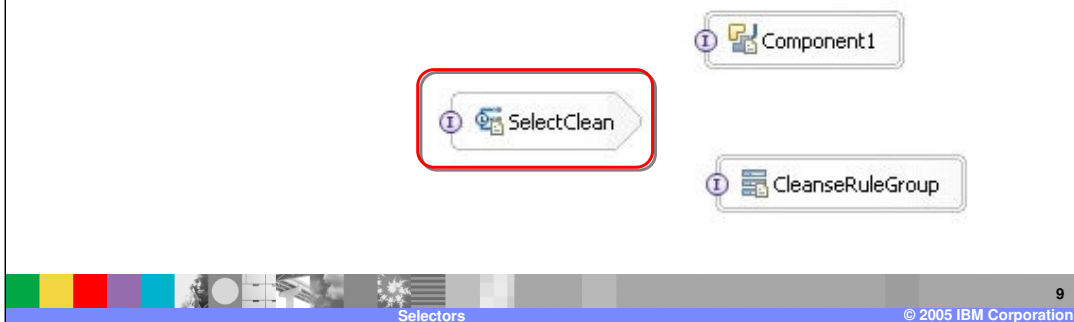 Component1
SelectClean
CleanseRuleGroup
9
Selectors
© 2005 IBM Corporation